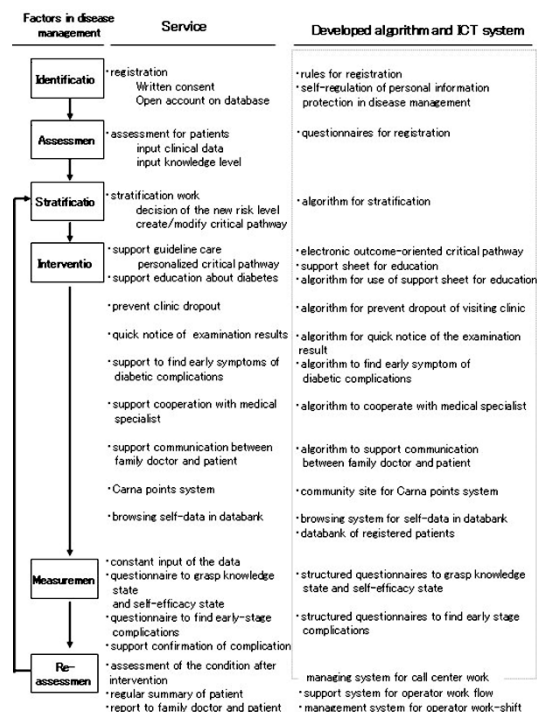 Factors in disease
management
Service
Developed algorithm and ICT system
Identificatio
・registration
Written consent
Open account on database
・rules for registration
・self-regulation of personal information
protection in disease management
Assessmen
・assessment for patients
input clinical data
input knowledge level
・questionnaires for registration
Stratificatio
・stratification work
decision of the new risk level
create/modify critical pathway
・algorithm for stratification
Interventio
・support guideline care
personalized critical pathway
・support education about diabetes
・electronic outcome-oriented critical pathway
・support sheet for education
・algorithm for use of support sheet for education
・prevent clinic dropout
・algorithm for prevent dropout of visiting clinic
・quick notice of examination results
・algorithm for quick notice of the examination
result
・support to find early symptoms of
diabetic complications
・algorithm to find early symptom of
diabetic complications
・support cooperation with medical
specialist
・algorithm to cooperate with medical specialist
・support communication between
family doctor and patient
・algorithm to support communication
between family doctor and patient
・Carna points system
・community site for Carna points system
・browsing self-data in databank
・browsing system for self-data in databank
・databank of registered patients
Measuremen
・constant input of the data
・questionnaire to grasp knowledge
state
and self-efficacy state
・questionnaire to find early-stage
complications
・support confirmation of complication
・structured questionnaires to grasp knowledge
state and self-efficacy state
・structured questionnaires to find early stage
complications
Re-
assessmen
・assessment of the condition after
intervention
・regular summary of patient
・report to family doctor and patient
managing system for call center work
・support system for operator work flow
・management system for operator work-shift